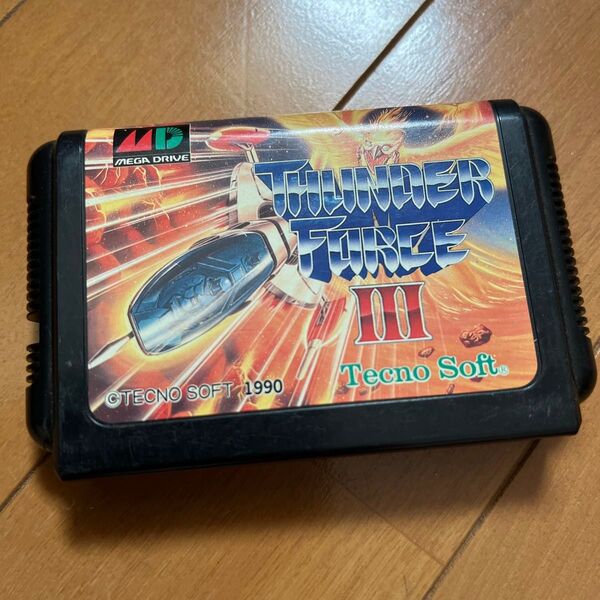 MD
MEGA DRIVE
THUNDER
FORCE
III
Tecno Soft®
©TECNO SOFT 1990